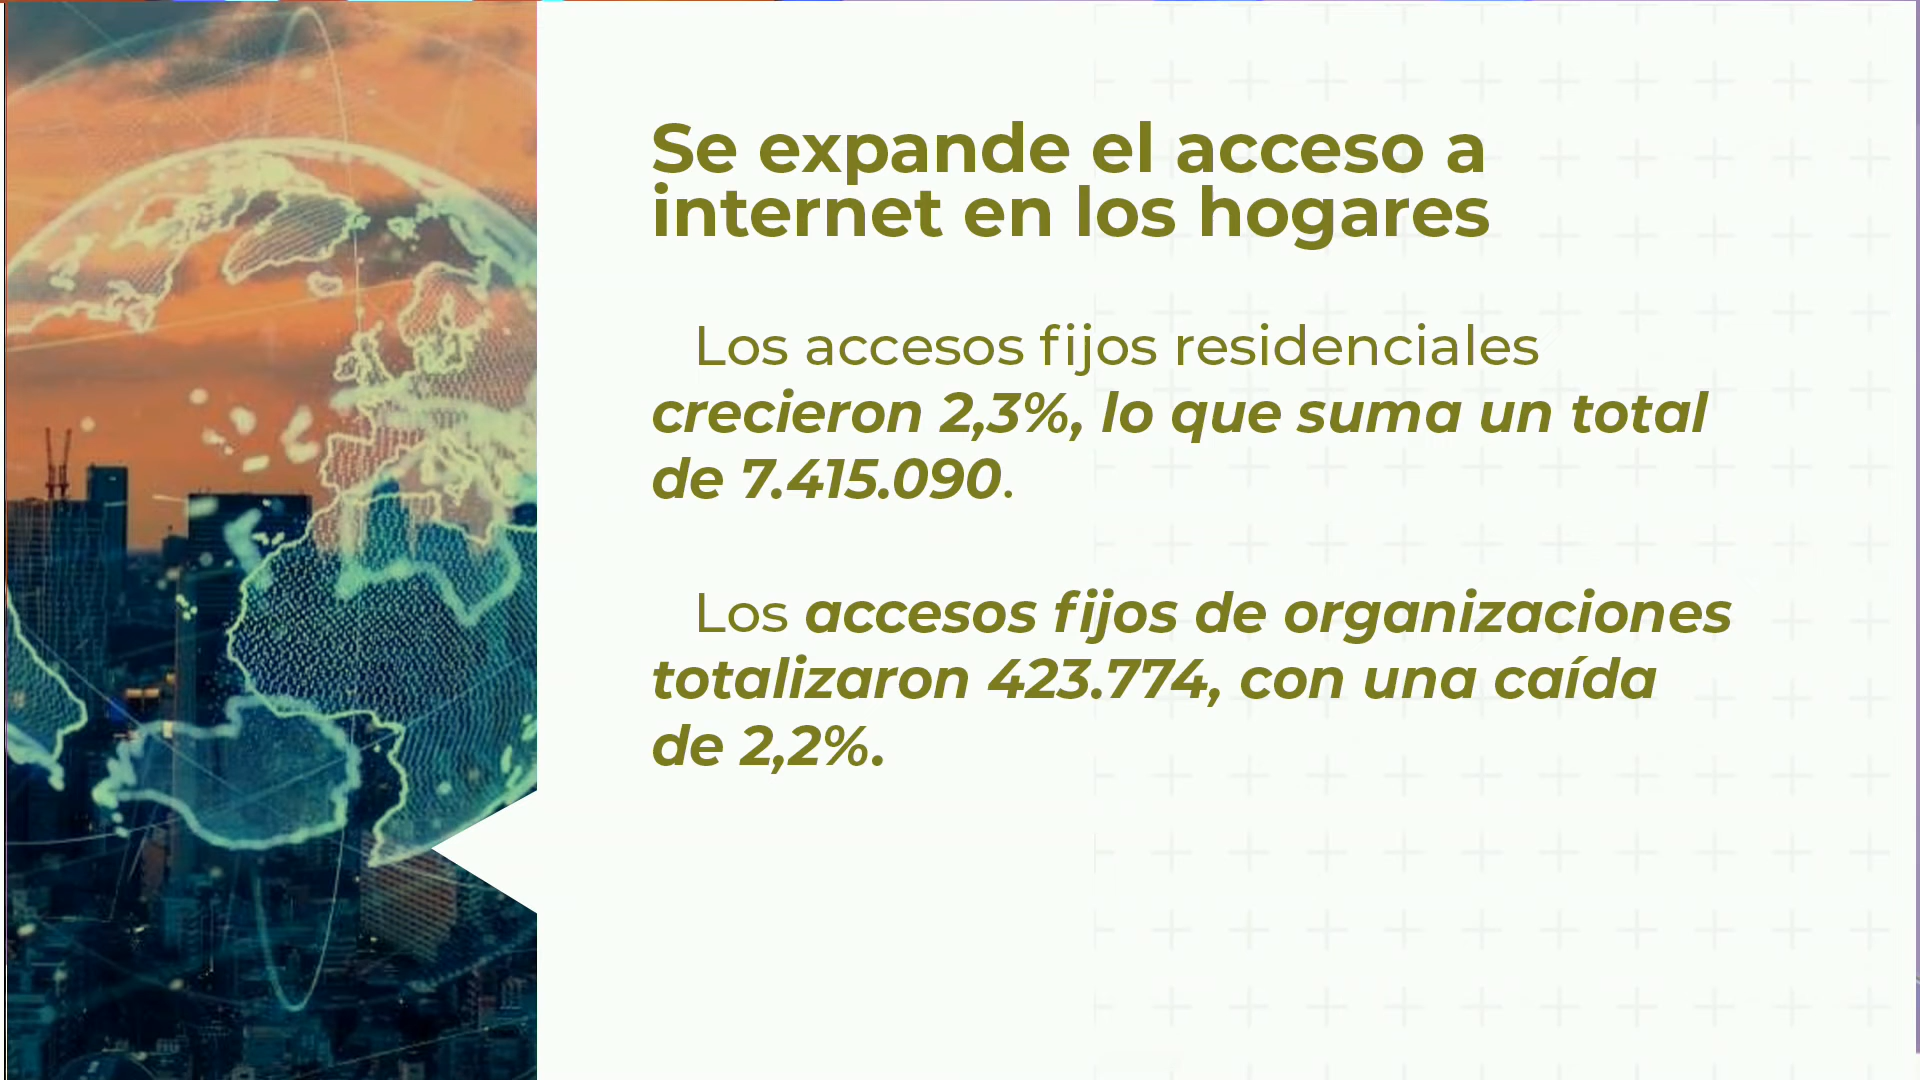 Se expande el acceso a
internet en los hogares
Los accesos fijos residenciales
crecieron 2,3%, lo que suma un total
de 7.415.090.
Los accesos fijos de organizaciones
totalizaron 423.774, con una caída
de 2,2%.